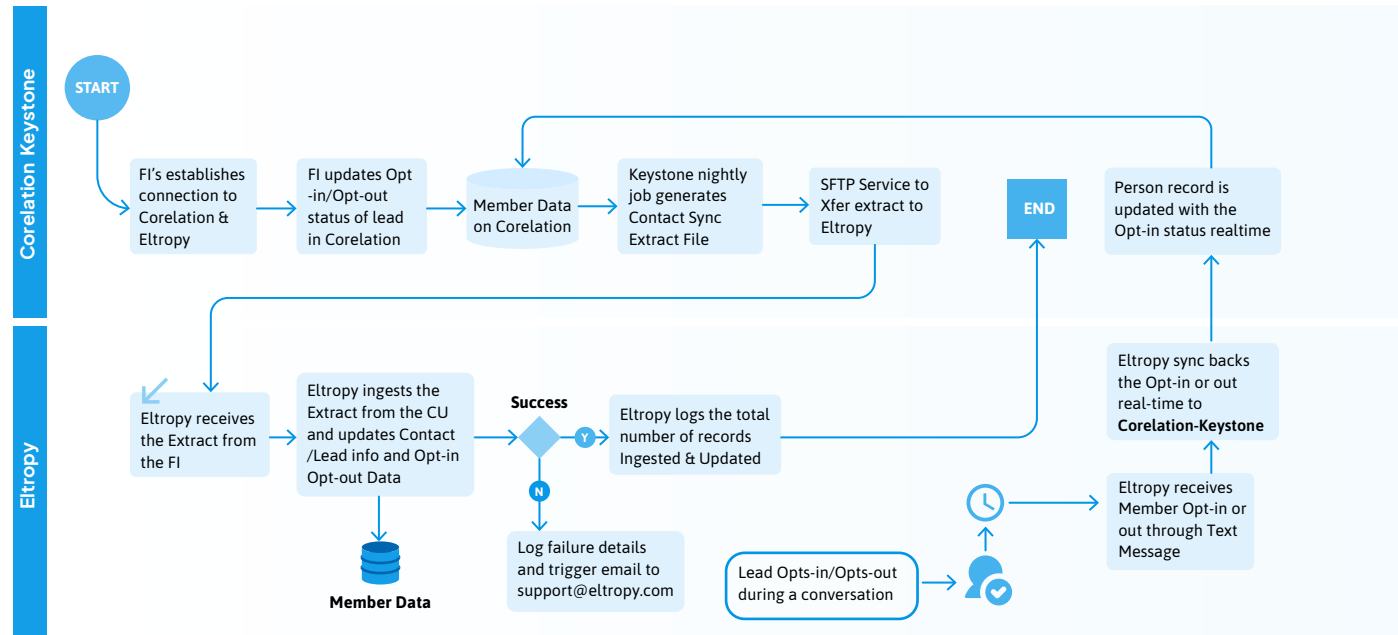 Corelation Keystone
START
FI's establishes
connection to
Corelation &
Eltropy
FI updates Opt
-in/Opt-out
status of lead
in Corelation
Member Data
on Corelation
Keystone nightly
job generates
Contact Sync
Extract File
SFTP Service to
Xfer extract to
Eltropy
END
Person record is
updated with the
Opt-in status realtime
Eltropy
Eltropy receives
the Extract from
the FI
Eltropy ingests the
Extract from the CU
and updates Contact
/Lead info and Opt-in
Opt-out Data
Member Data
Success
Y
N
Eltropy logs the total
number of records
Ingested & Updated
Log failure details
and trigger email to
support@eltropy.com
Lead Opts-in/Opts-out
during a conversation
Eltropy receives
Member Opt-in or
out through Text
Message
Eltropy sync backs
the Opt-in or out
real-time to
Corelation-Keystone